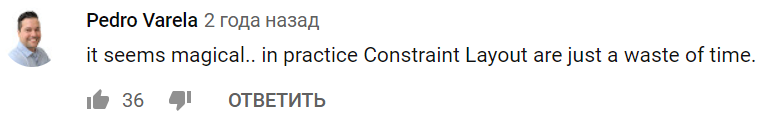 Pedro Varela 2 года назад
it seems magical.. in practice Constraint Layout are just a waste of time.
36 ОТВЕТИТЬ